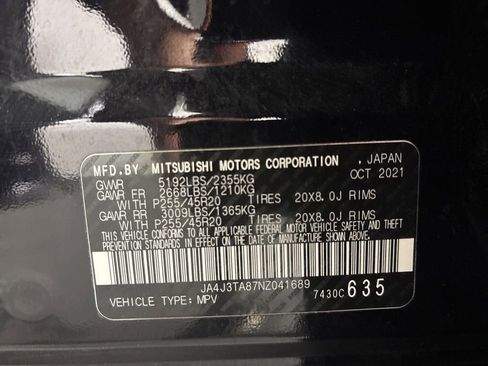 MFD.BY MITSUBISHI MOTORS CORPORATION, JAPAN
GVWR 5192LBS/2355KG OCT 2021
GAWR FR 2668LBS/1210KG
WITH P255/45R20 TIRES 20X8.0J RIMS
GAWR RR 3009LBS/1365KG
WITH P255/45R20 TIRES 20X8.0J RIMS
THIS VEHICLE CONFORMS TO ALL APPLICABLE FEDERAL MOTOR VEHICLE SAFETY AND
THEFT PREVENTION STANDARDS IN EFFECT ON THE DATE OF MANUFACTURE SHOWN ABOVE.
JA4J3TA87NZ041689
VEHICLE TYPE: MPV 7430C 635